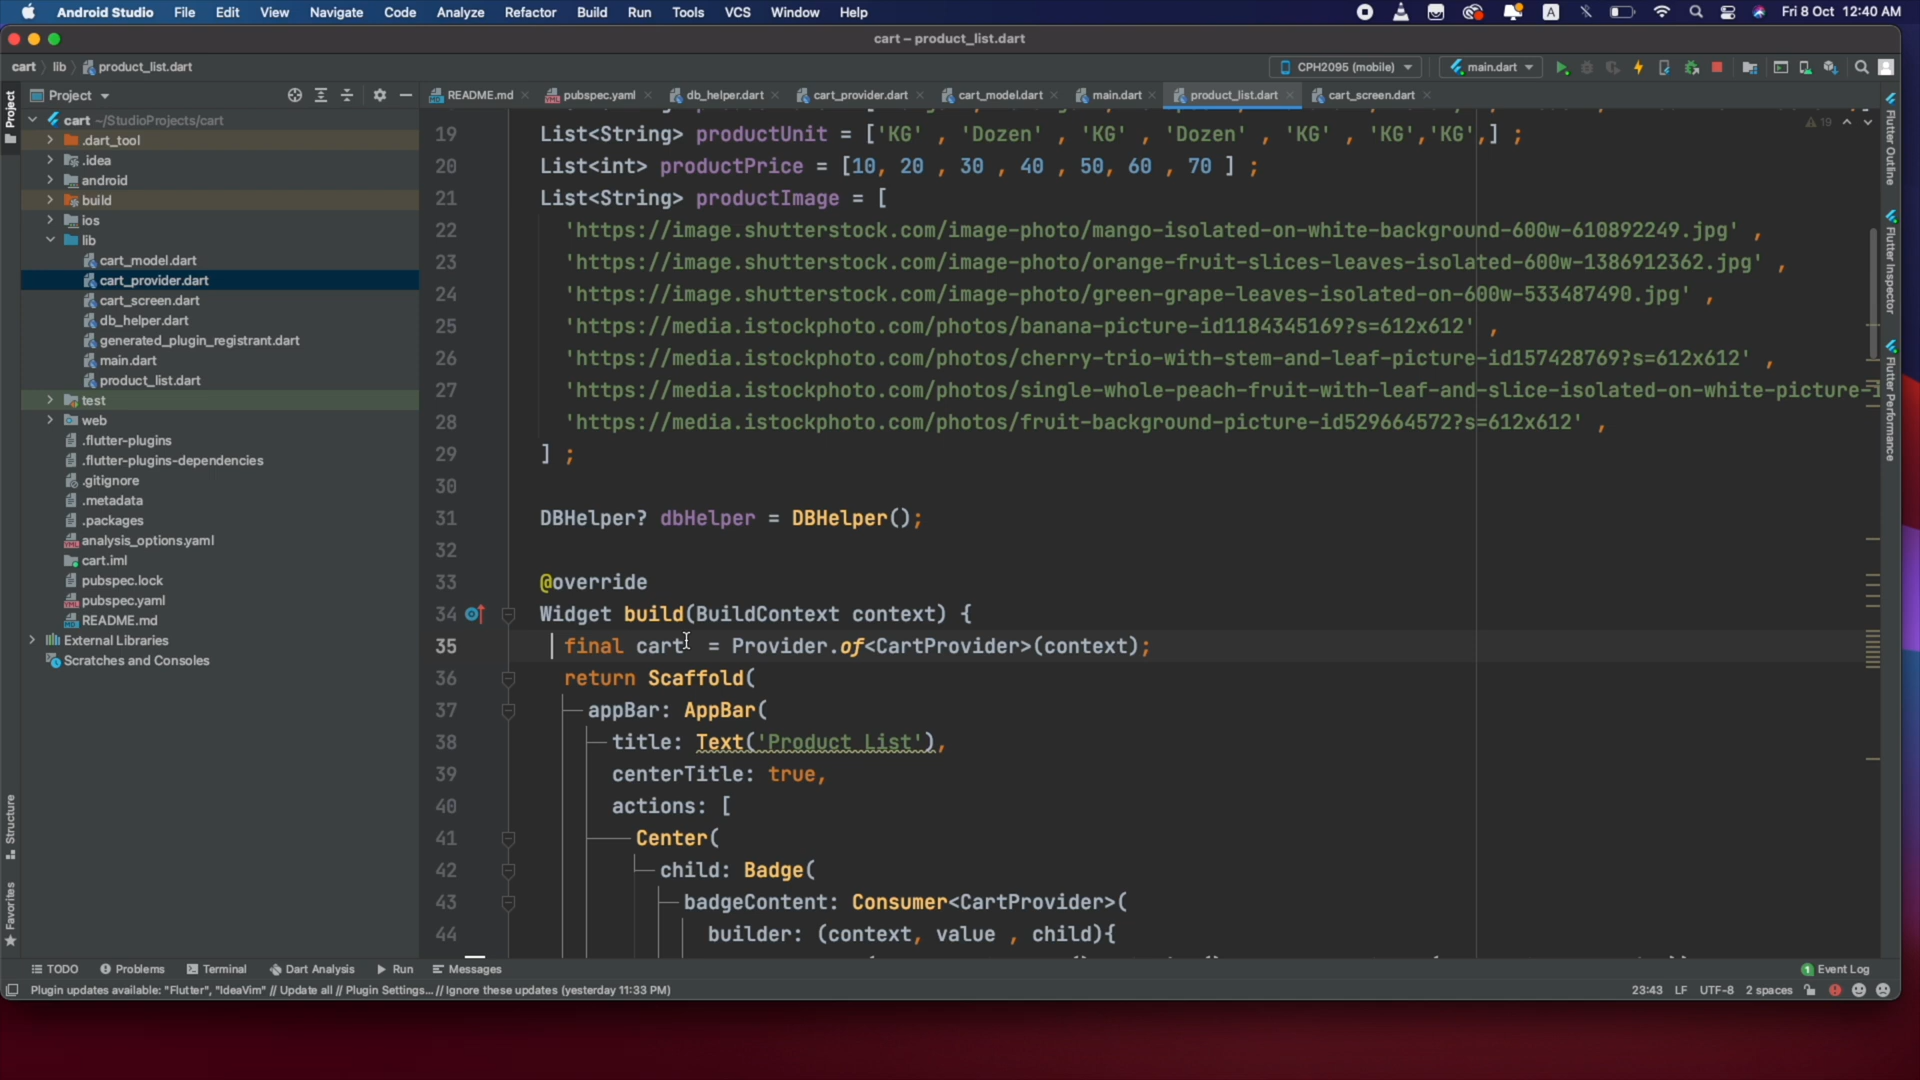 Android Studio File Edit View Navigate Code Analyze Refactor Build Run Tools VCS Window Help A Fri 8 Oct 12:40 AM
cart – product_list.dart
cart lib product_list.dart CPH2095 (mobile) main.dart
Project README.md pubspec.yaml db_helper.dart cart_provider.dart cart_model.dart main.dart product_list.dart cart_screen.dart
Project
cart ~/StudioProjects/cart
.dart_tool
.idea
android
build
ios
lib
cart_model.dart
cart_provider.dart
cart_screen.dart
db_helper.dart
generated_plugin_registrant.dart
main.dart
product_list.dart
test
web
.flutter-plugins
.flutter-plugins-dependencies
.gitignore
.metadata
.packages
analysis_options.yaml
cart.iml
pubspec.lock
pubspec.yaml
README.md
External Libraries
Scratches and Consoles
Structure
Favorites
19
19 List<String> productUnit = ['KG' , 'Dozen' , 'KG' , 'Dozen' , 'KG' , 'KG','KG',] ;
20 List<int> productPrice = [10, 20 , 30 , 40 , 50, 60 , 70 ] ;
21 List<String> productImage = [
22 'https://image.shutterstock.com/image-photo/mango-isolated-on-white-background-600w-610892249.jpg' ,
23 'https://image.shutterstock.com/image-photo/orange-fruit-slices-leaves-isolated-600w-1386912362.jpg' ,
24 'https://image.shutterstock.com/image-photo/green-grape-leaves-isolated-on-600w-533487490.jpg' ,
25 'https://media.istockphoto.com/photos/banana-picture-id1184345169?s=612x612' ,
26 'https://media.istockphoto.com/photos/cherry-trio-with-stem-and-leaf-picture-id157428769?s=612x612' ,
27 'https://media.istockphoto.com/photos/single-whole-peach-fruit-with-leaf-and-slice-isolated-on-white-picture-
28 'https://media.istockphoto.com/photos/fruit-background-picture-id529664572?s=612x612' ,
29 ] ;
30
31 DBHelper? dbHelper = DBHelper();
32
33 @override
34 Widget build(BuildContext context) {
35 final cart = Provider.of<CartProvider>(context);
36 return Scaffold(
37 appBar: AppBar(
38 title: Text('Product List'),
39 centerTitle: true,
40 actions: [
41 Center(
42 child: Badge(
43 badgeContent: Consumer<CartProvider>(
44 builder: (context, value , child){
Flutter Outline
Flutter Inspector
Flutter Performance
TODO Problems Terminal Dart Analysis Run Messages 1 Event Log
Plugin updates available: "Flutter", "IdeaVim" // Update all // Plugin Settings... // Ignore these updates (yesterday 11:33 PM) 23:43 LF UTF-8 2 spaces